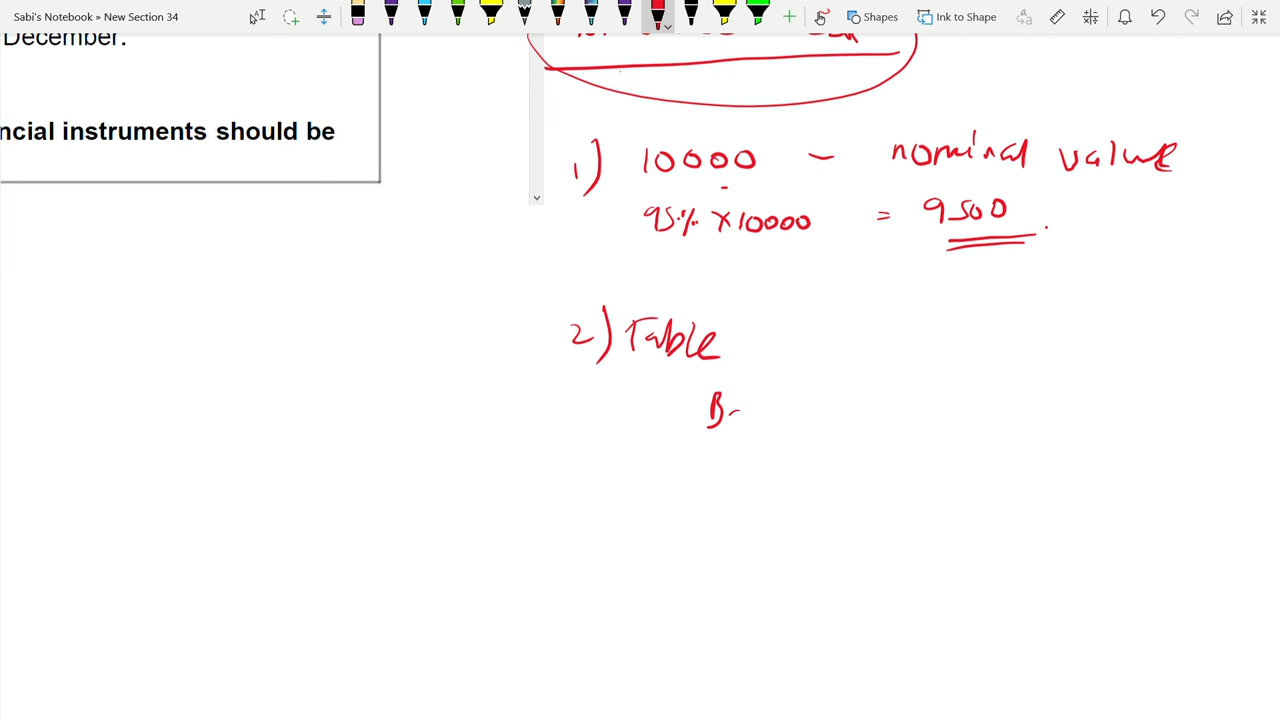 Sabi's Notebook » New Section 34
Shapes
Ink to Shape
December.
ncial instruments should be
1) 10000 – nominal value
95% × 10000 = 9500
2) Table
B-